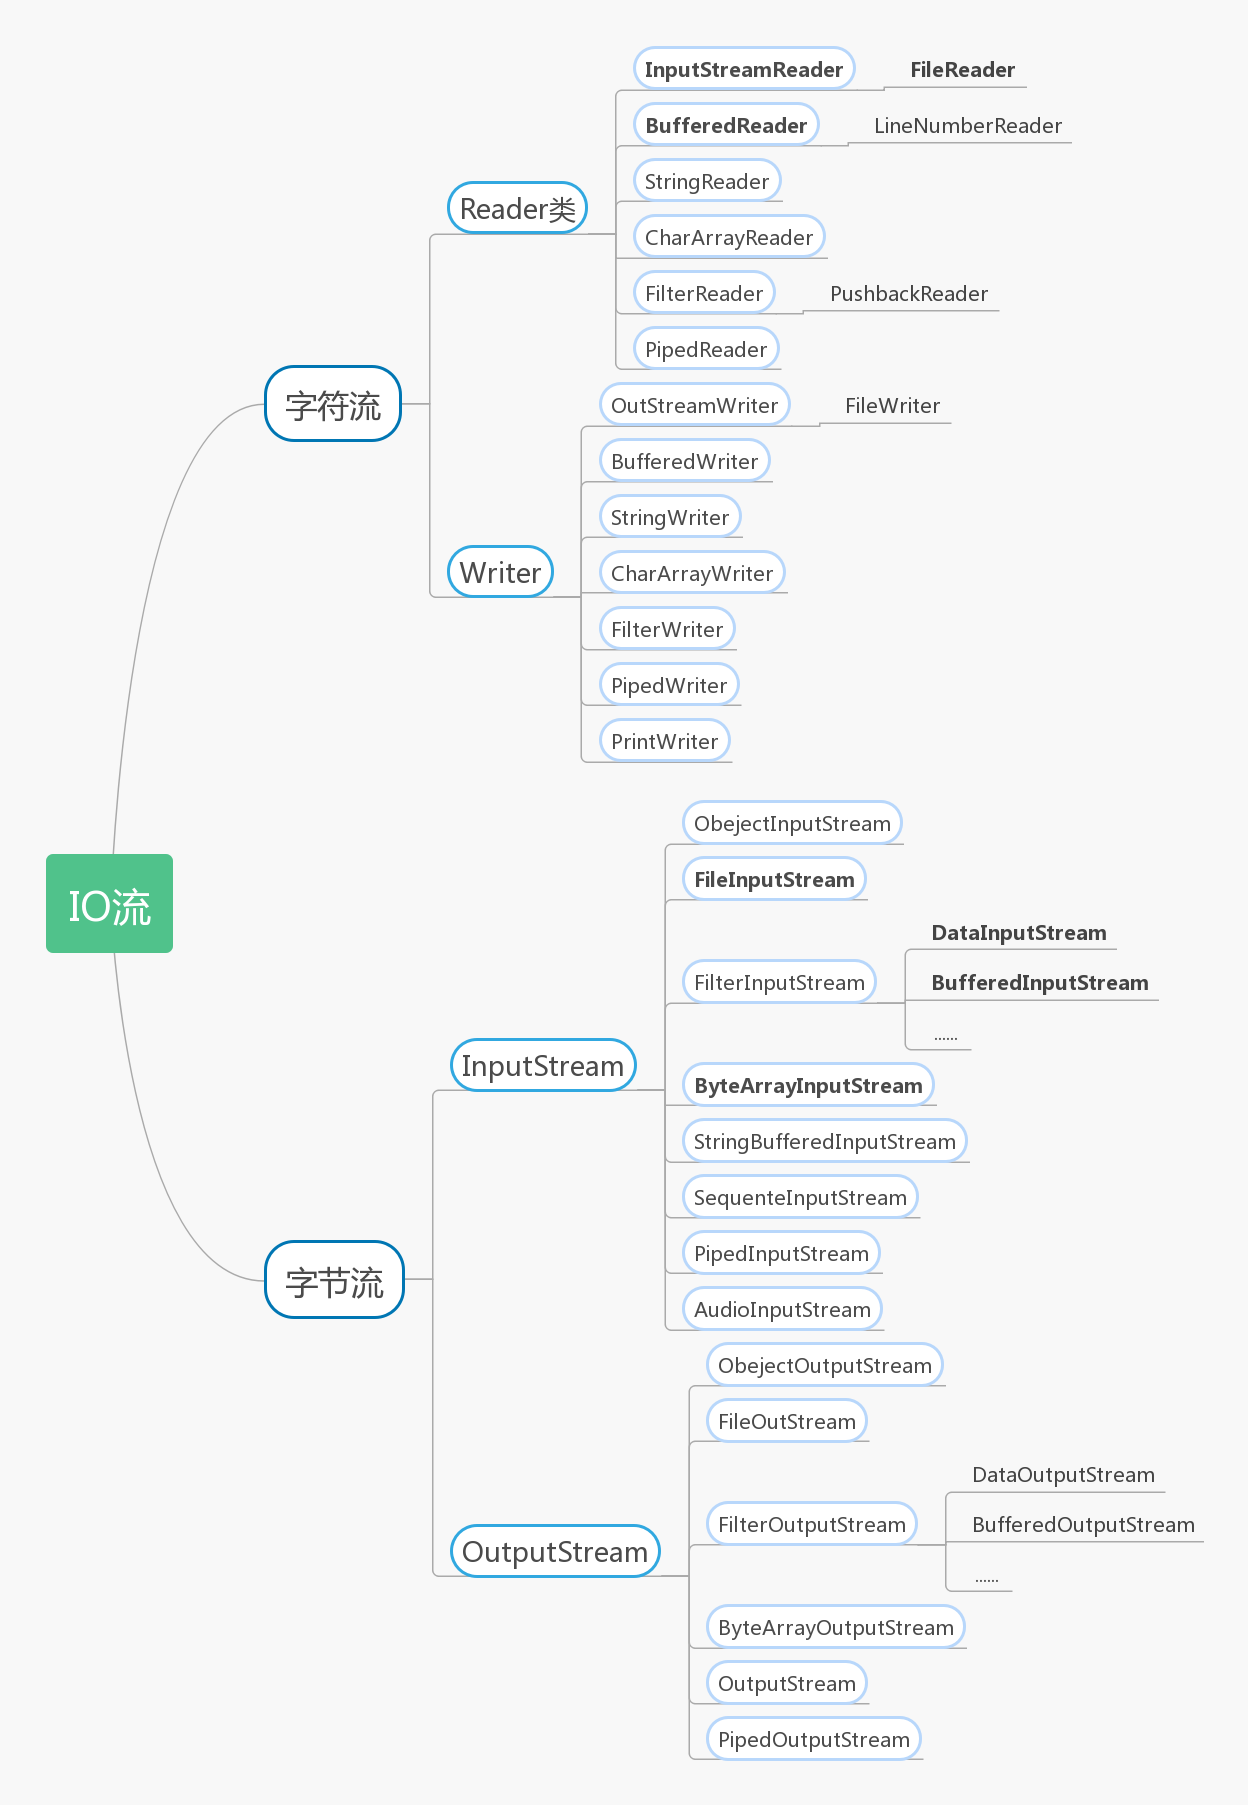 IO流
字符流
Reader类
InputStreamReader
FileReader
BufferedReader
LineNumberReader
StringReader
CharArrayReader
FilterReader
PushbackReader
PipedReader
Writer
OutStreamWriter
FileWriter
BufferedWriter
StringWriter
CharArrayWriter
FilterWriter
PipedWriter
PrintWriter
字节流
InputStream
ObejectInputStream
FileInputStream
FilterInputStream
DataInputStream
BufferedInputStream
......
ByteArrayInputStream
StringBufferedInputStream
SequenteInputStream
PipedInputStream
AudioInputStream
OutputStream
ObejectOutputStream
FileOutStream
FilterOutputStream
DataOutputStream
BufferedOutputStream
......
ByteArrayOutputStream
OutputStream
PipedOutputStream